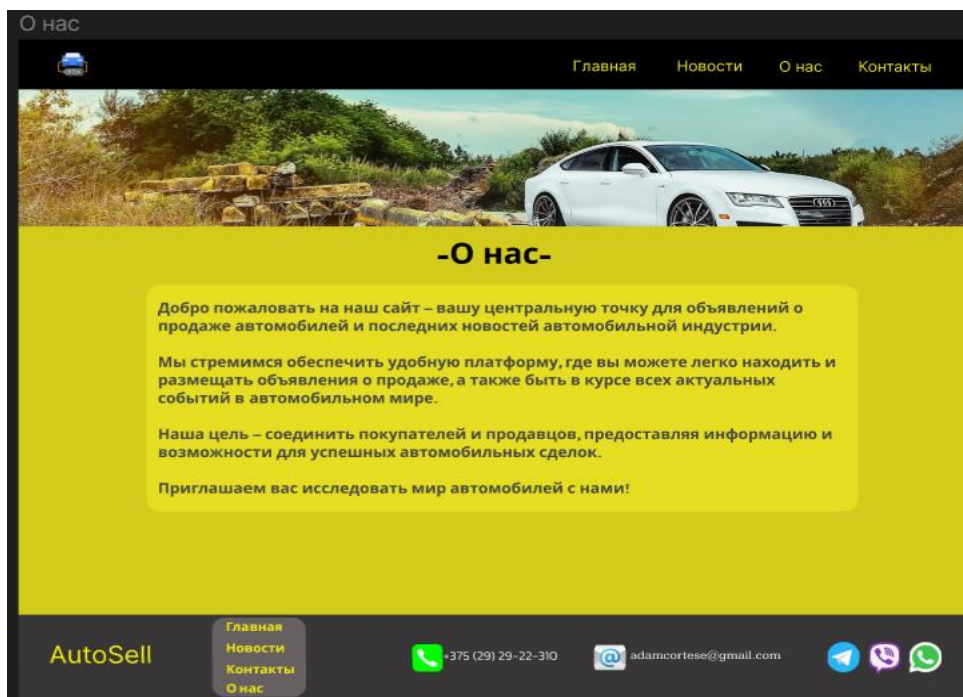 О нас
Главная Новости О нас Контакты
-О нас-
Добро пожаловать на наш сайт – вашу центральную точку для объявлений о
продаже автомобилей и последних новостей автомобильной индустрии.
Мы стремимся обеспечить удобную платформу, где вы можете легко находить и
размещать объявления о продаже, а также быть в курсе всех актуальных
событий в автомобильном мире.
Наша цель – соединить покупателей и продавцов, предоставляя информацию и
возможности для успешных автомобильных сделок.
Приглашаем вас исследовать мир автомобилей с нами!
AutoSell
Главная
Новости
Контакты
О нас
+375 (29) 29-22-310
adamcortese@gmail.com